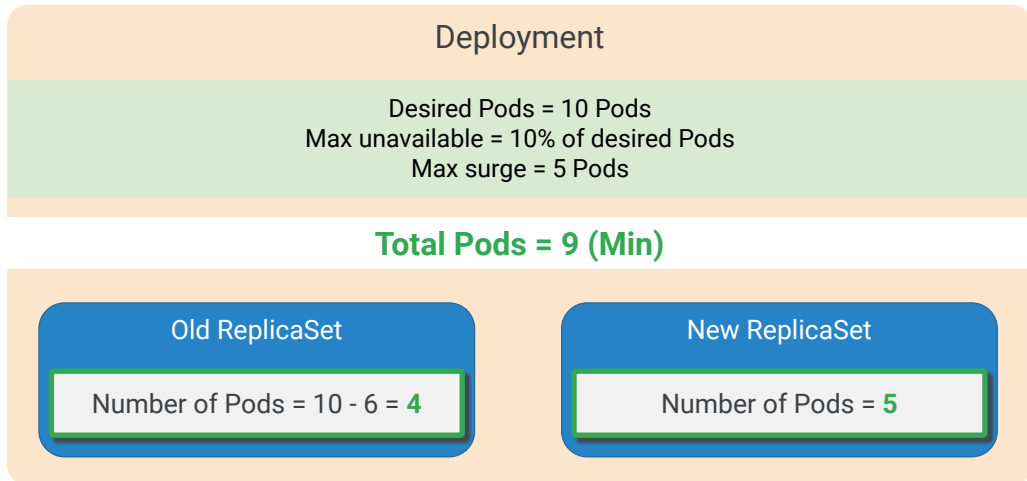 Deployment
Desired Pods = 10 Pods
Max unavailable = 10% of desired Pods
Max surge = 5 Pods
Total Pods = 9 (Min)
Old ReplicaSet
Number of Pods = 10 - 6 = 4
New ReplicaSet
Number of Pods = 5